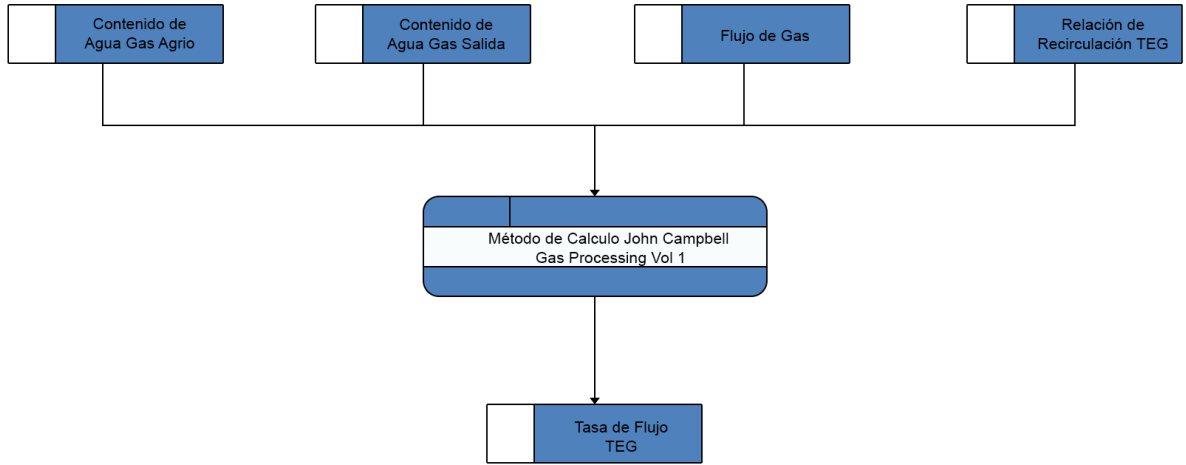 Contenido de
Agua Gas Agrio
Contenido de
Agua Gas Salida
Flujo de Gas
Relación de
Recirculación TEG
Método de Calculo John Campbell
Gas Processing Vol 1
Tasa de Flujo
TEG